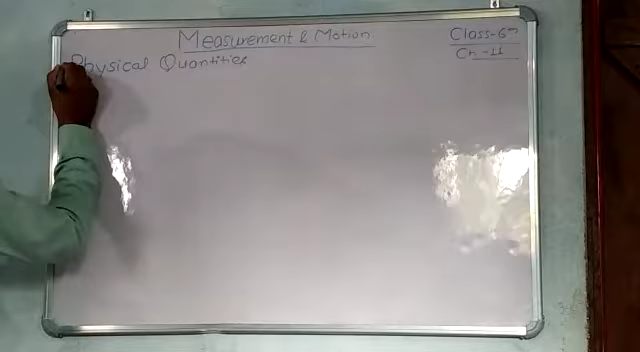 Measurement & Motion
Class-6th
Ch-11
Physical Quantities